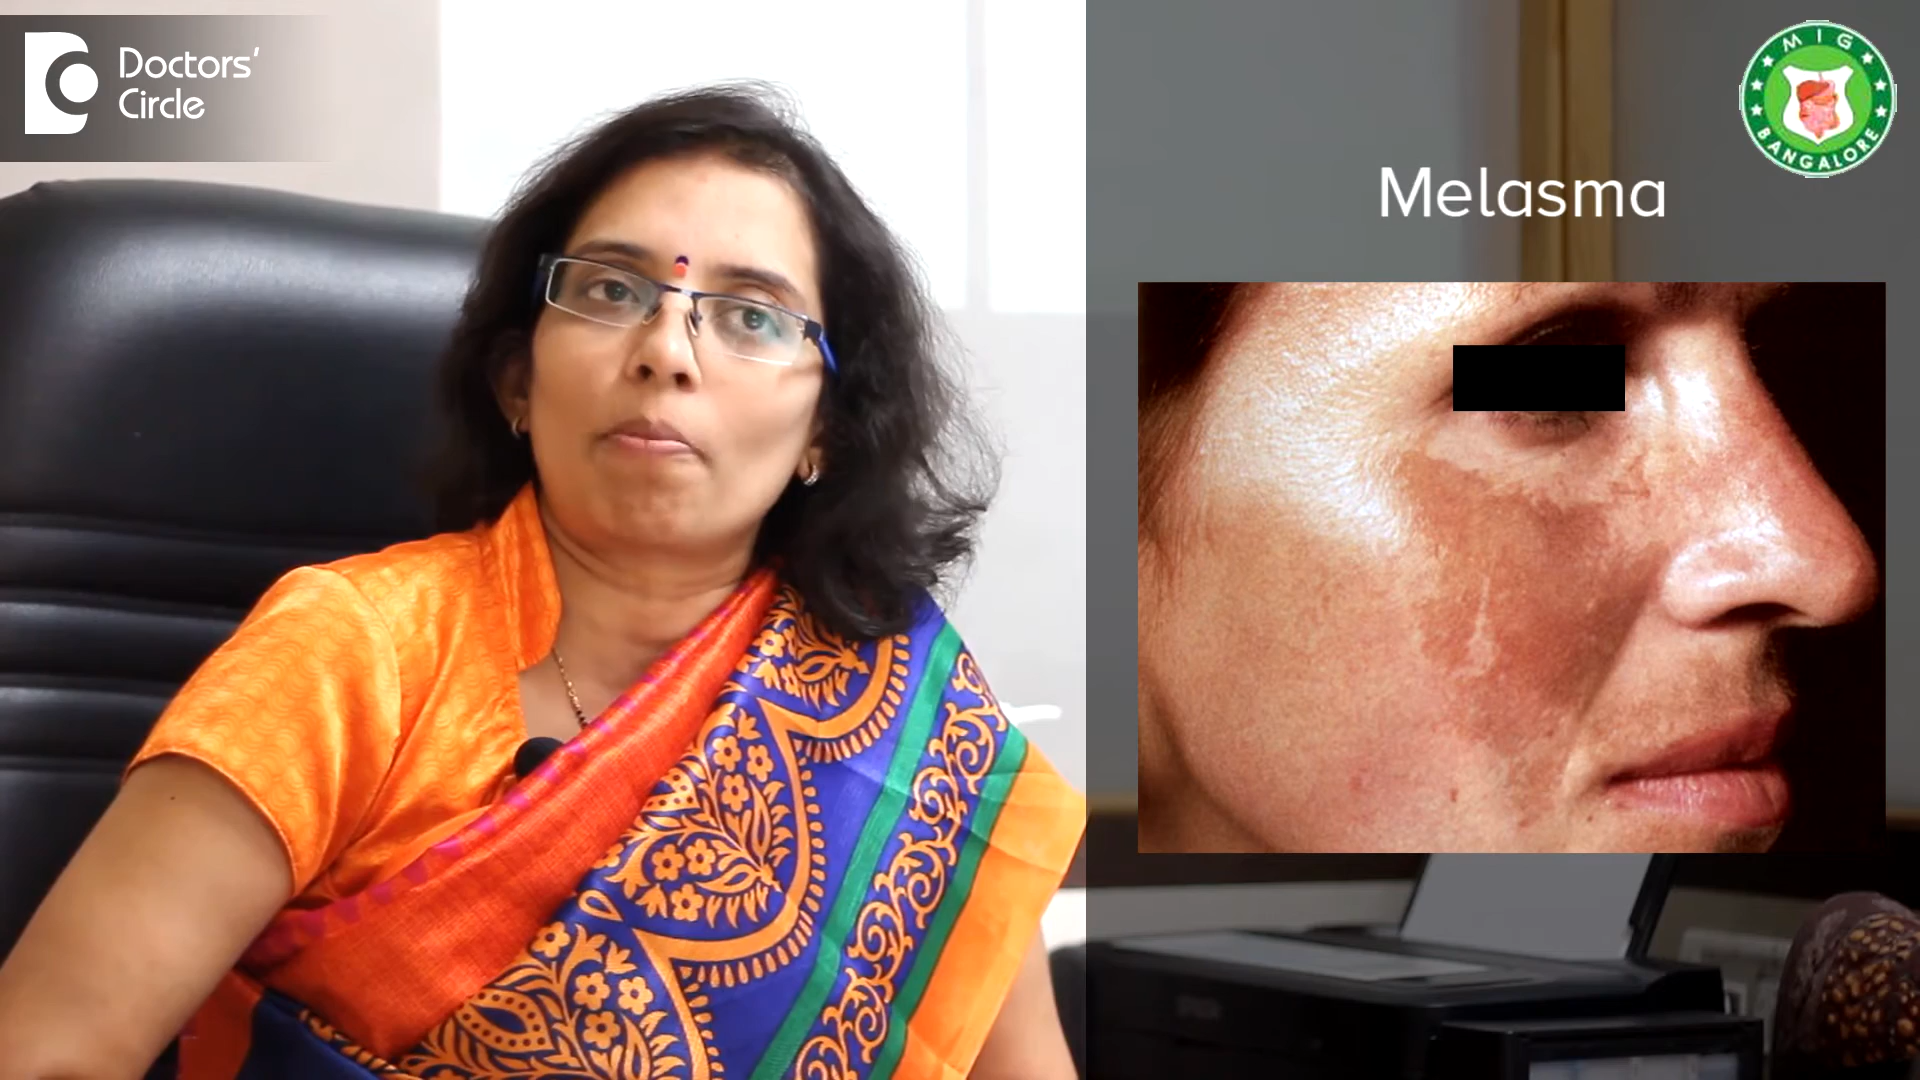 Doctors'
Circle
MIG
BANGALORE
Melasma